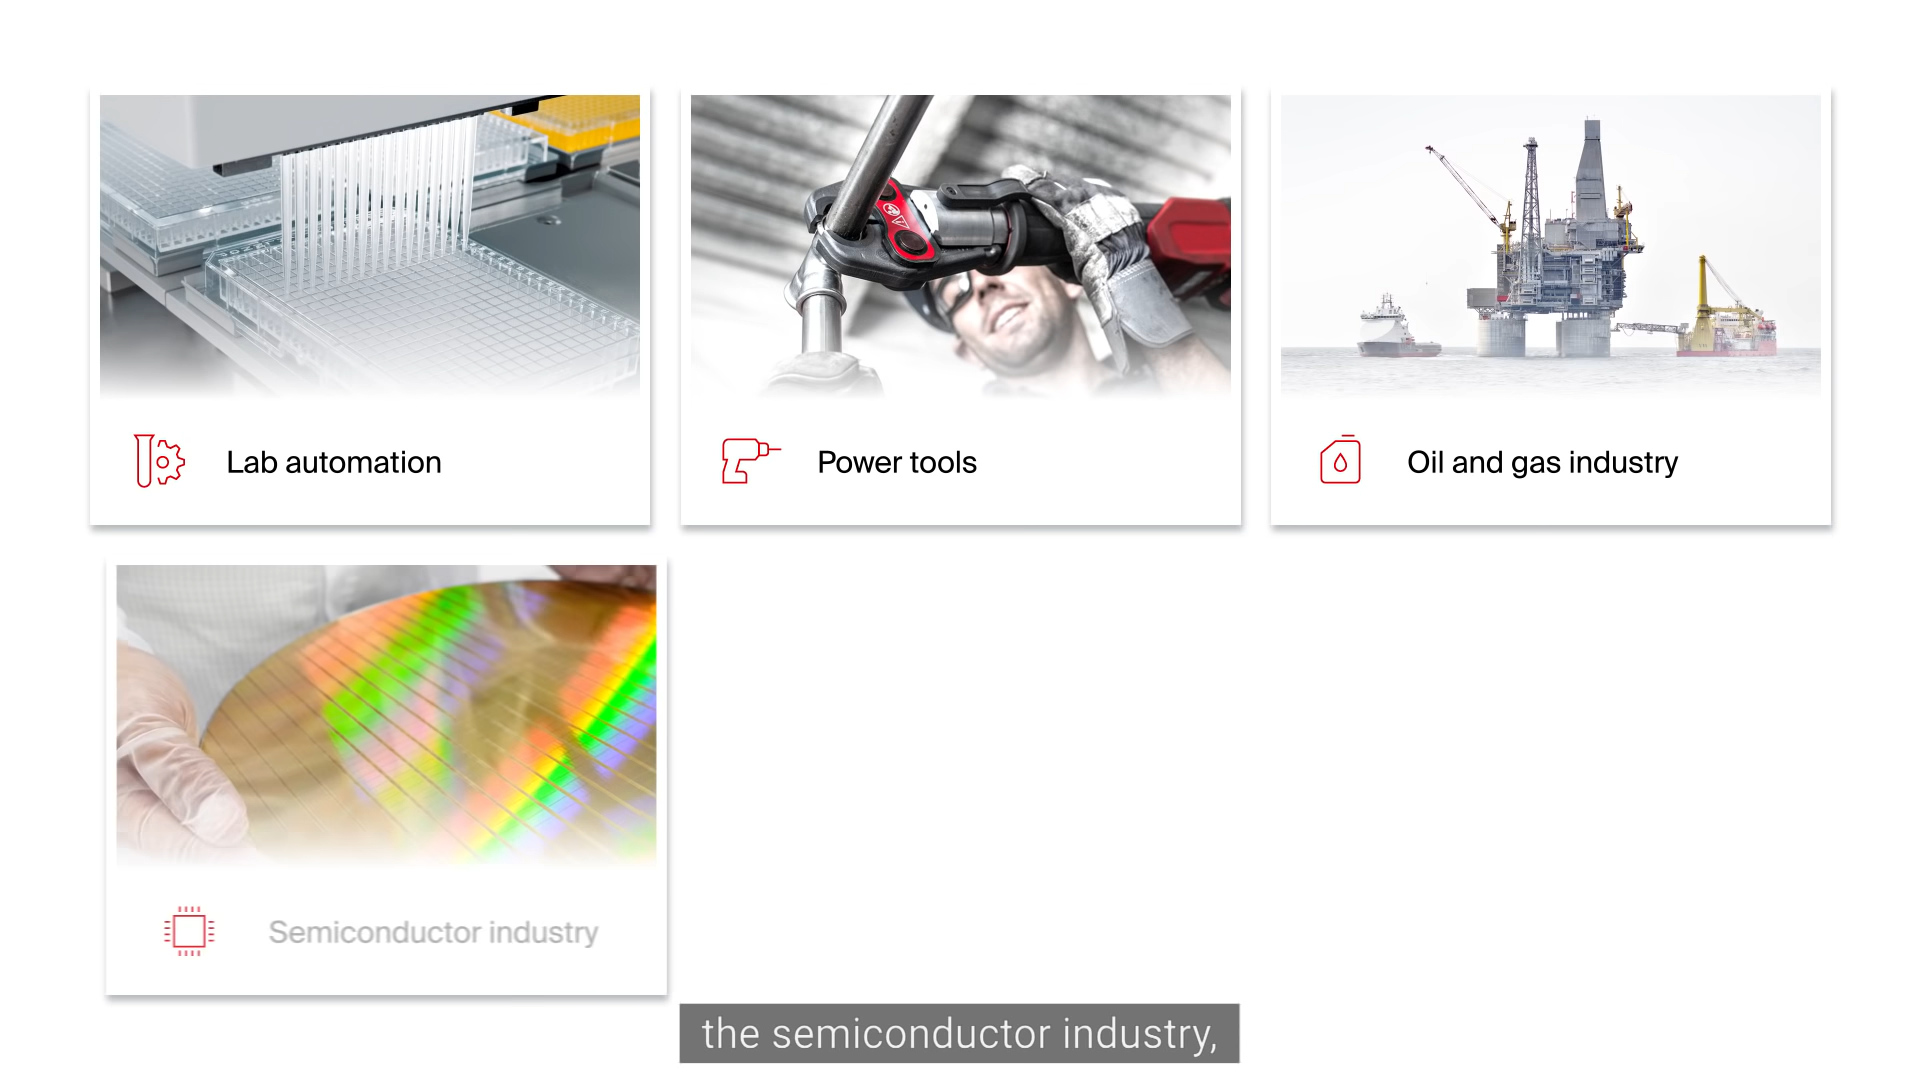 Lab automation
Power tools
Oil and gas industry
Semiconductor industry
the semiconductor industry,